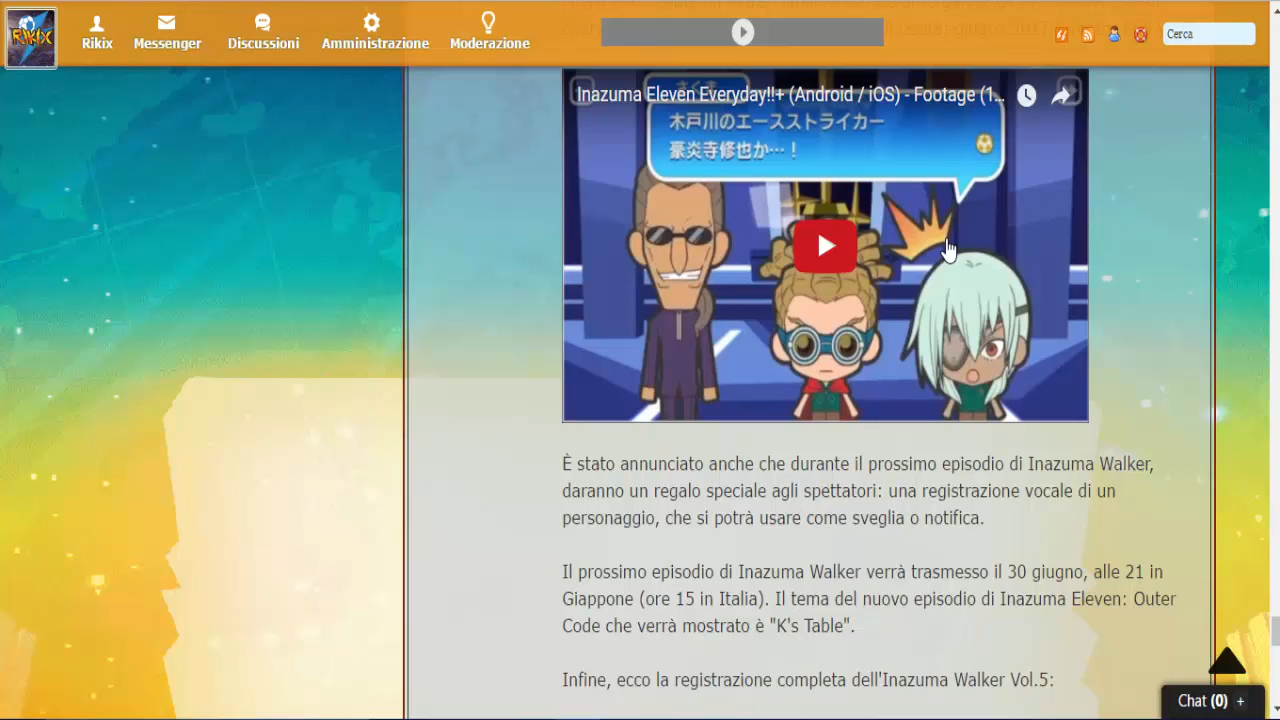 RIKIX
Rikix
Messenger
Discussioni
Amministrazione
Moderazione
Cerca
Inazuma Eleven Everyday!!+ (Android / iOS) - Footage (1...
木戸川のエースストライカー
豪炎寺修也か…！
È stato annunciato anche che durante il prossimo episodio di Inazuma Walker,
daranno un regalo speciale agli spettatori: una registrazione vocale di un
personaggio, che si potrà usare come sveglia o notifica.
Il prossimo episodio di Inazuma Walker verrà trasmesso il 30 giugno, alle 21 in
Giappone (ore 15 in Italia). Il tema del nuovo episodio di Inazuma Eleven: Outer
Code che verrà mostrato è "K's Table".
Infine, ecco la registrazione completa dell'Inazuma Walker Vol.5:
Chat (0) +